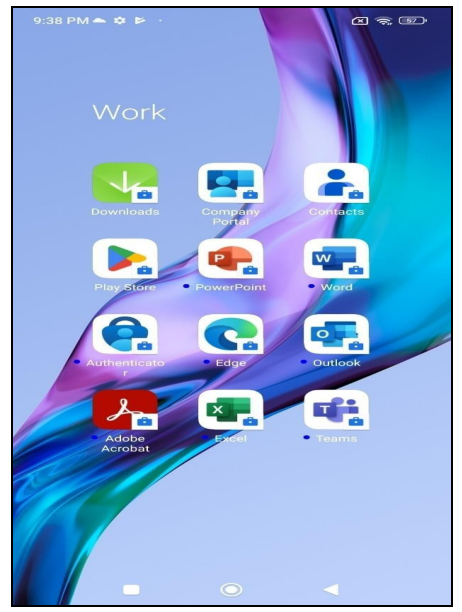 9:38 PM
57
Work
Downloads
Company
Portal
Contacts
Play Store
PowerPoint
Word
Authenticato
r
Edge
Outlook
Adobe
Acrobat
Excel
Teams